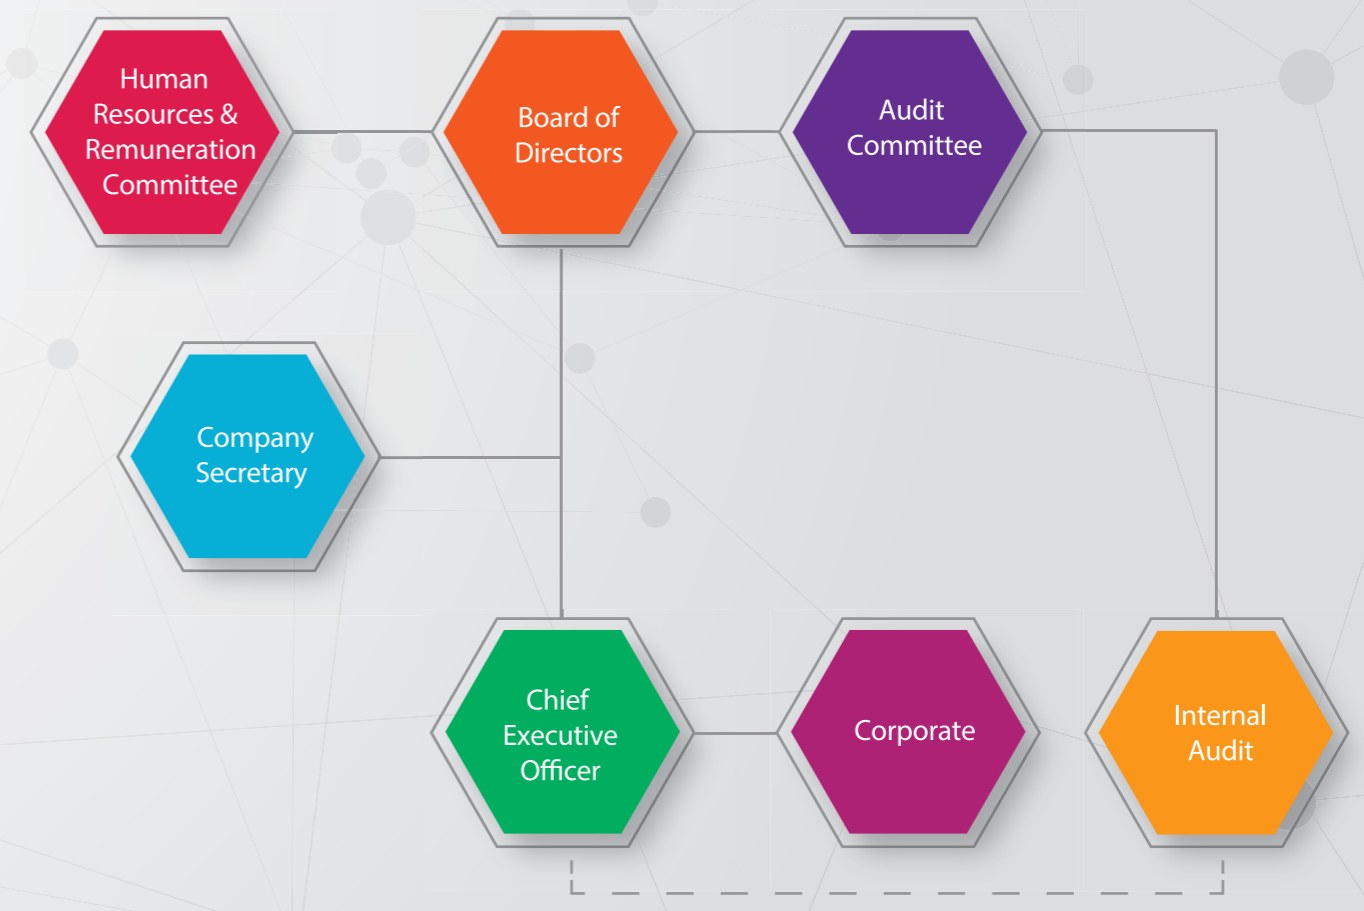 Human
Resources &
Remuneration
Committee
Board of
Directors
Audit
Committee
Company
Secretary
Chief
Executive
Officer
Corporate
Internal
Audit